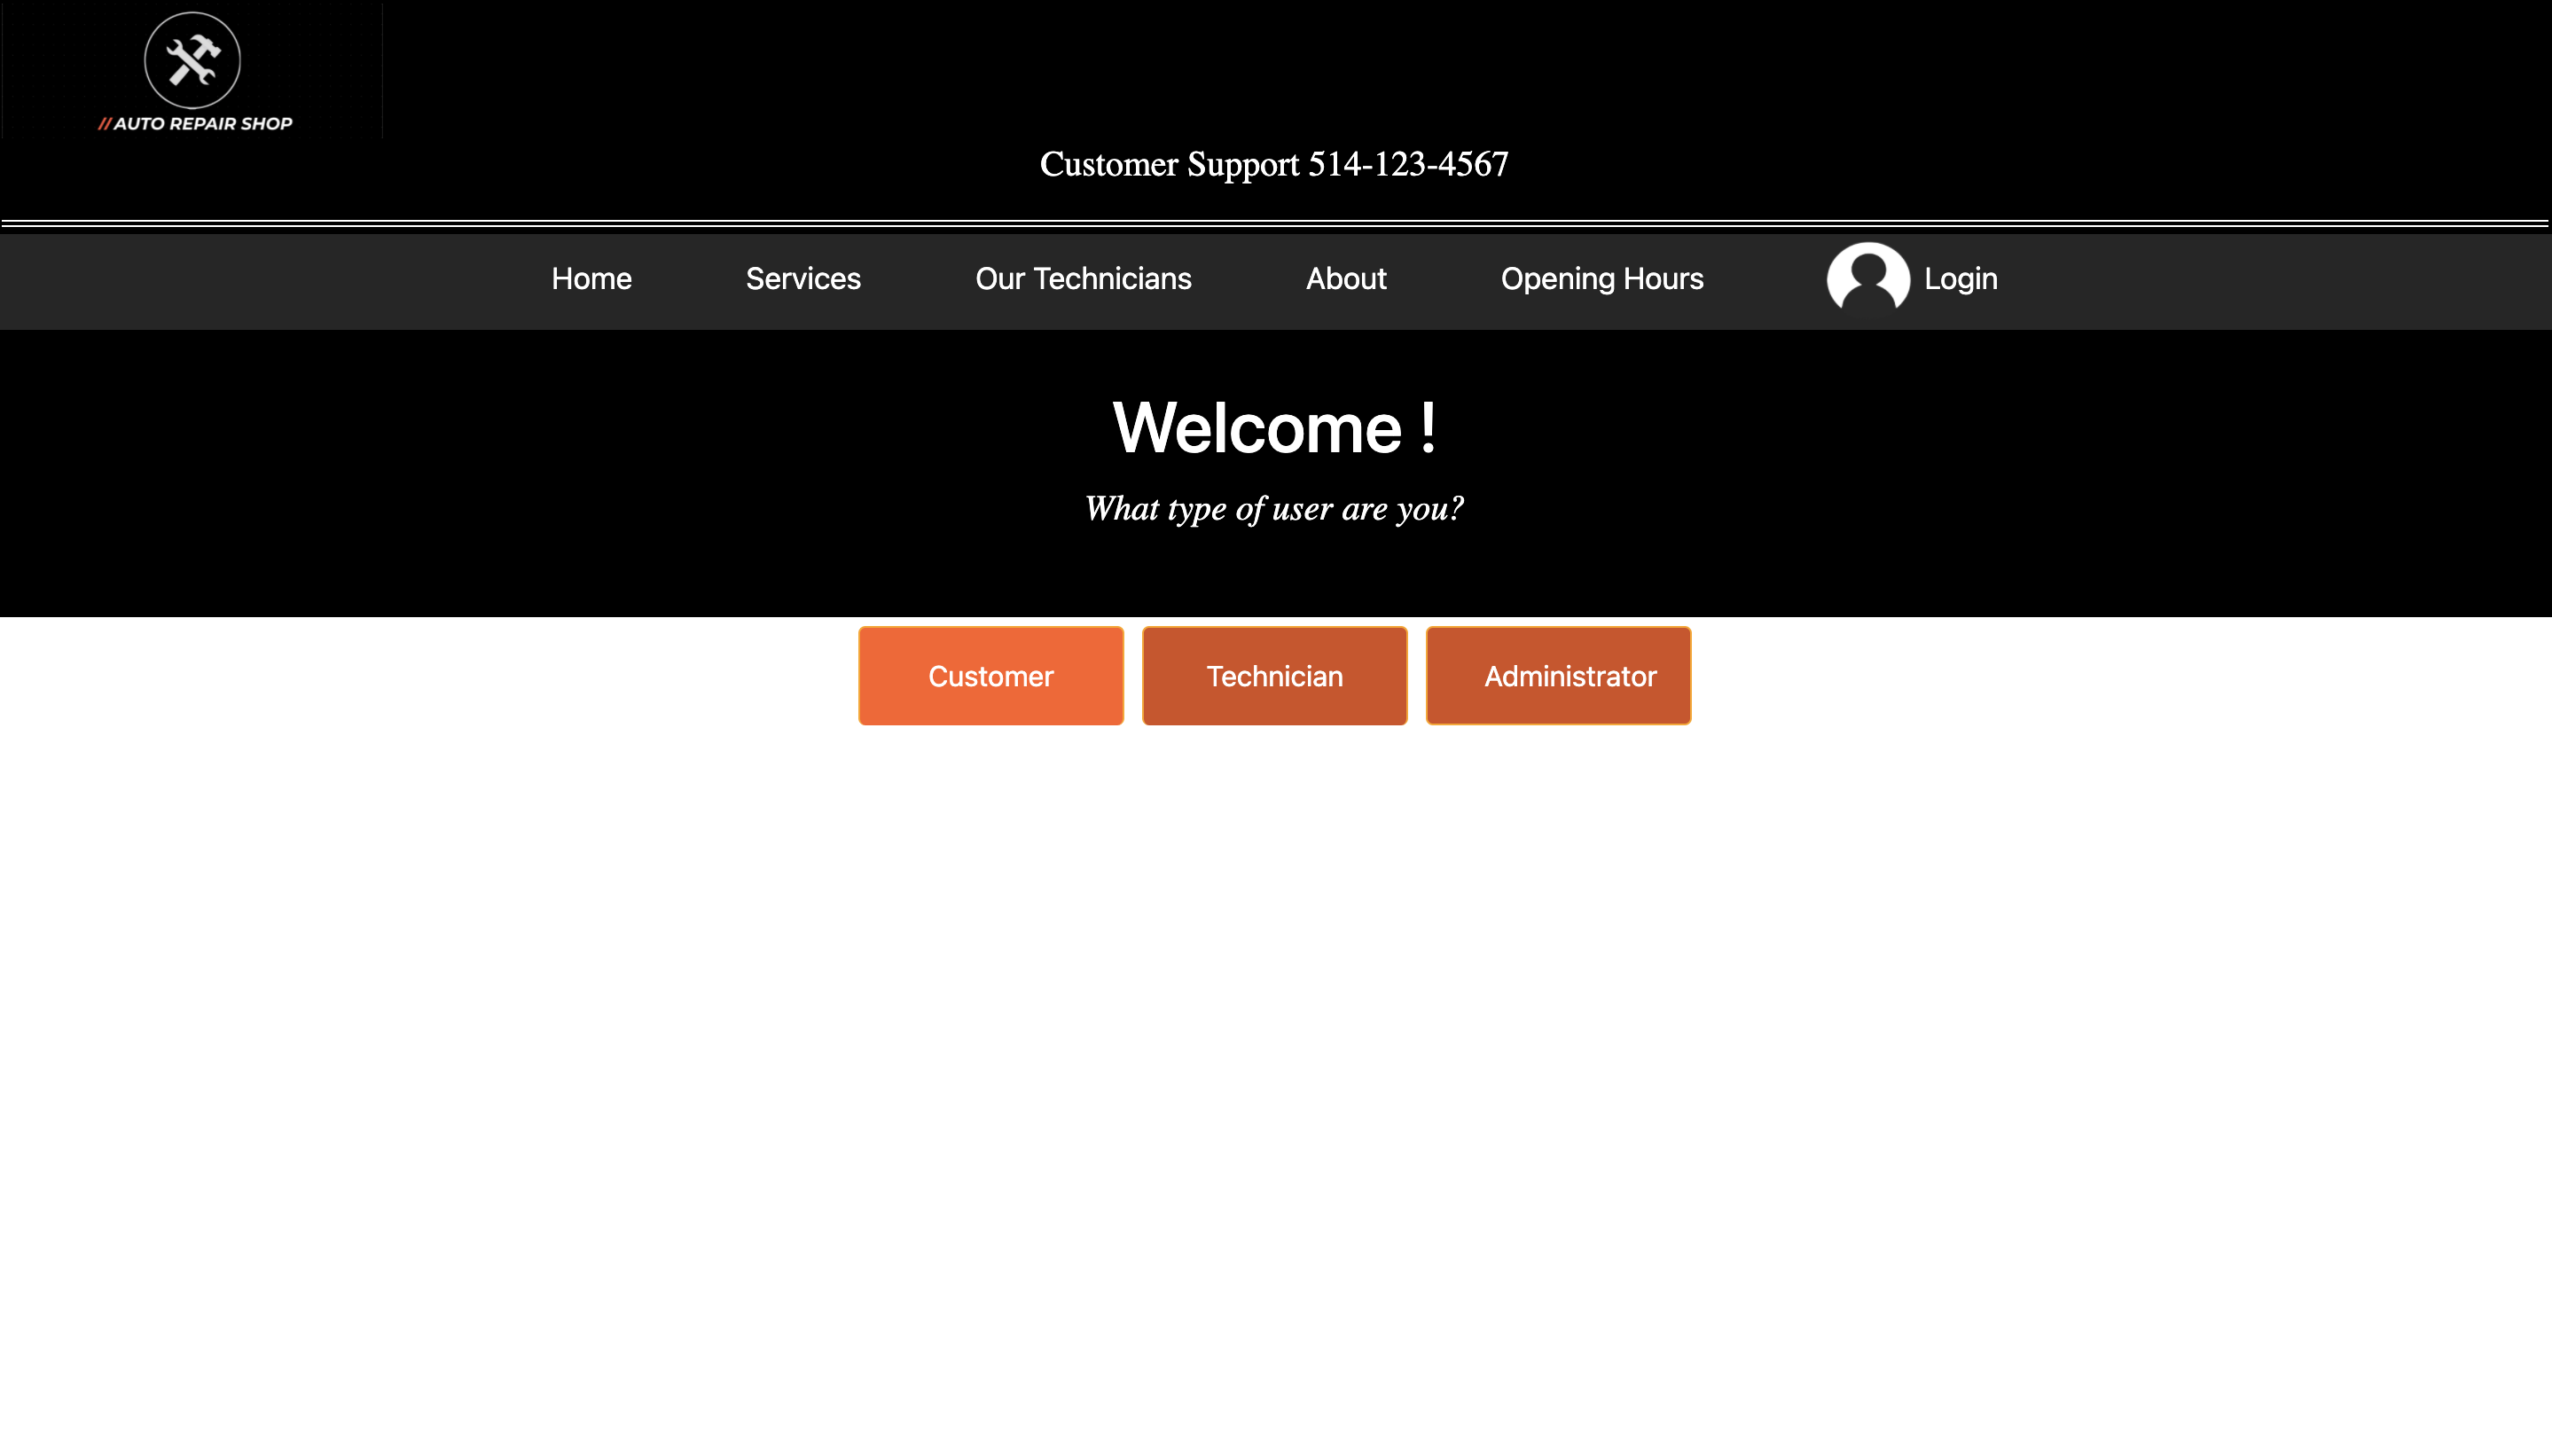 //AUTO REPAIR SHOP
Customer Support 514-123-4567
Home Services Our Technicians About Opening Hours Login
Welcome !
What type of user are you?
Customer Technician Administrator